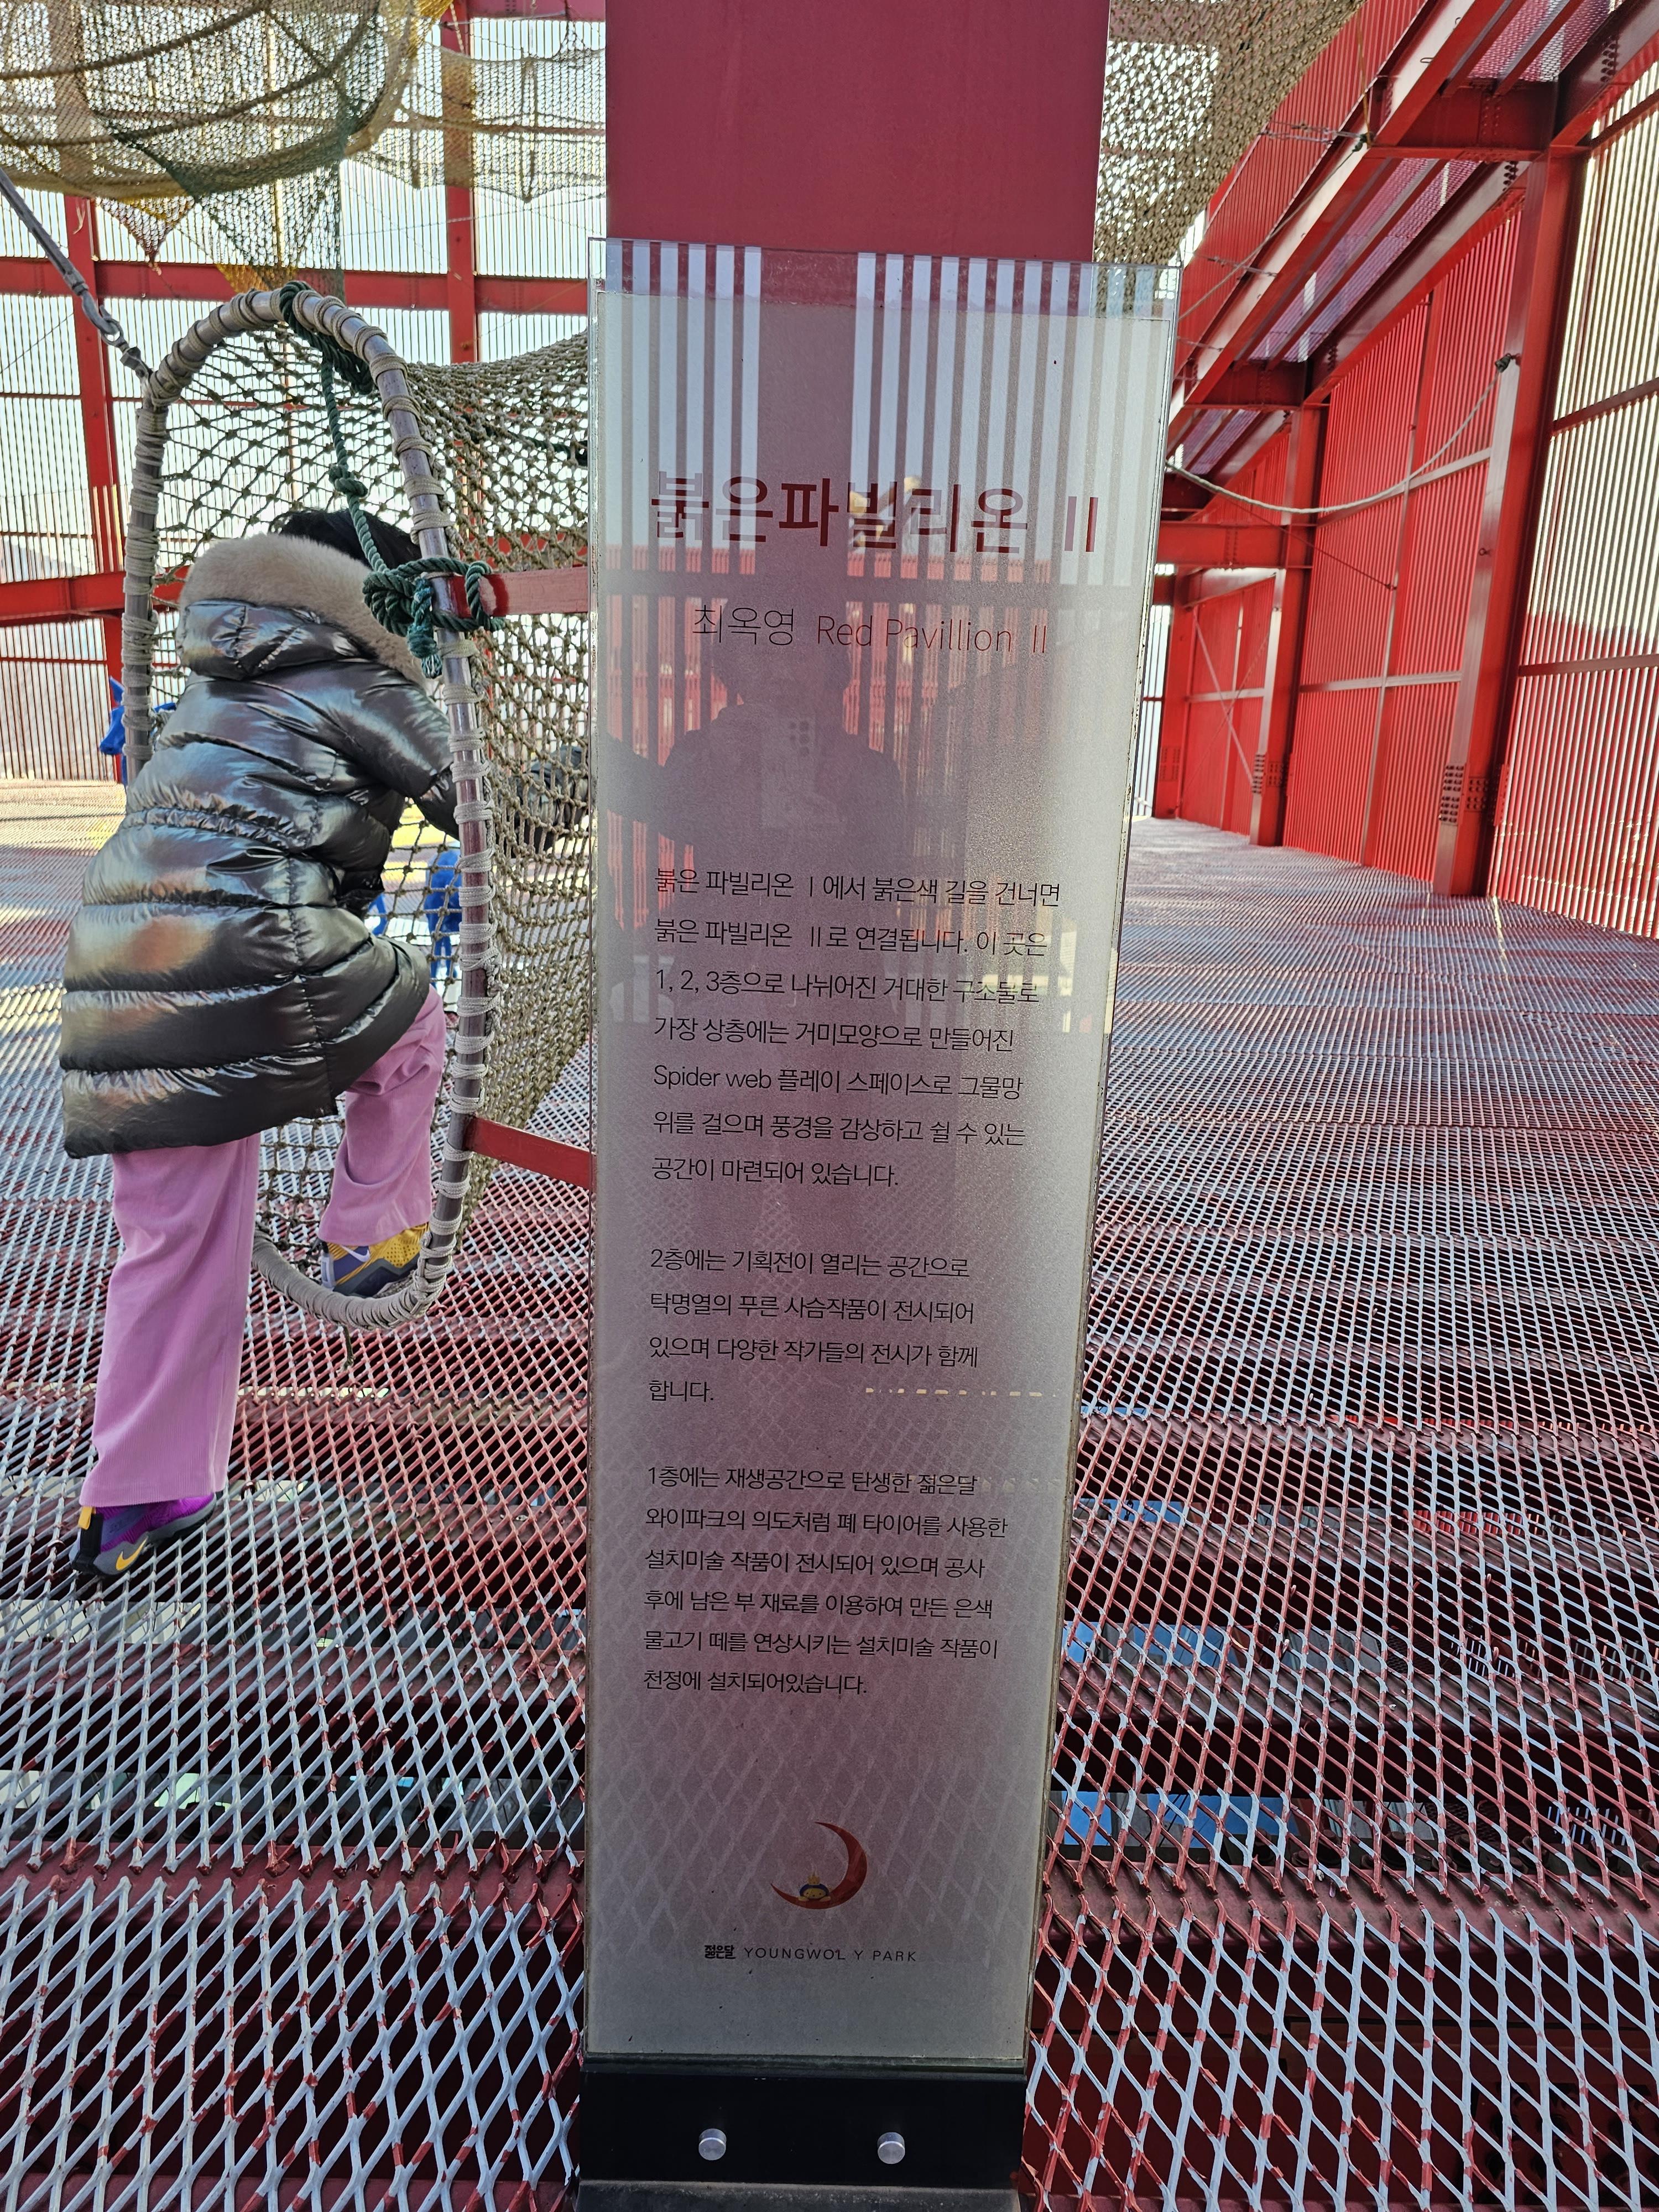 붉은파빌리온 II
최옥영 Red Pavillion II
붉은 파빌리온 I에서 붉은색 길을 건너면
붉은 파빌리온 II로 연결됩니다. 이 곳은
1, 2, 3층으로 나뉘어진 거대한 구조물로
가장 상층에는 거미모양으로 만들어진
Spider web 플레이 스페이스로 그물망
위를 걸으며 풍경을 감상하고 쉴 수 있는
공간이 마련되어 있습니다.
2층에는 기획전이 열리는 공간으로
탁명열의 푸른 사슴작품이 전시되어
있으며 다양한 작가들의 전시가 함께
합니다.
1층에는 재생공간으로 탄생한 젊은달
와이파크의 의도처럼 폐 타이어를 사용한
설치미술 작품이 전시되어 있으며 공사
후에 남은 부 재료를 이용하여 만든 은색
물고기 떼를 연상시키는 설치미술 작품이
천정에 설치되어있습니다.
젊은달 YOUNGWOL Y PARK